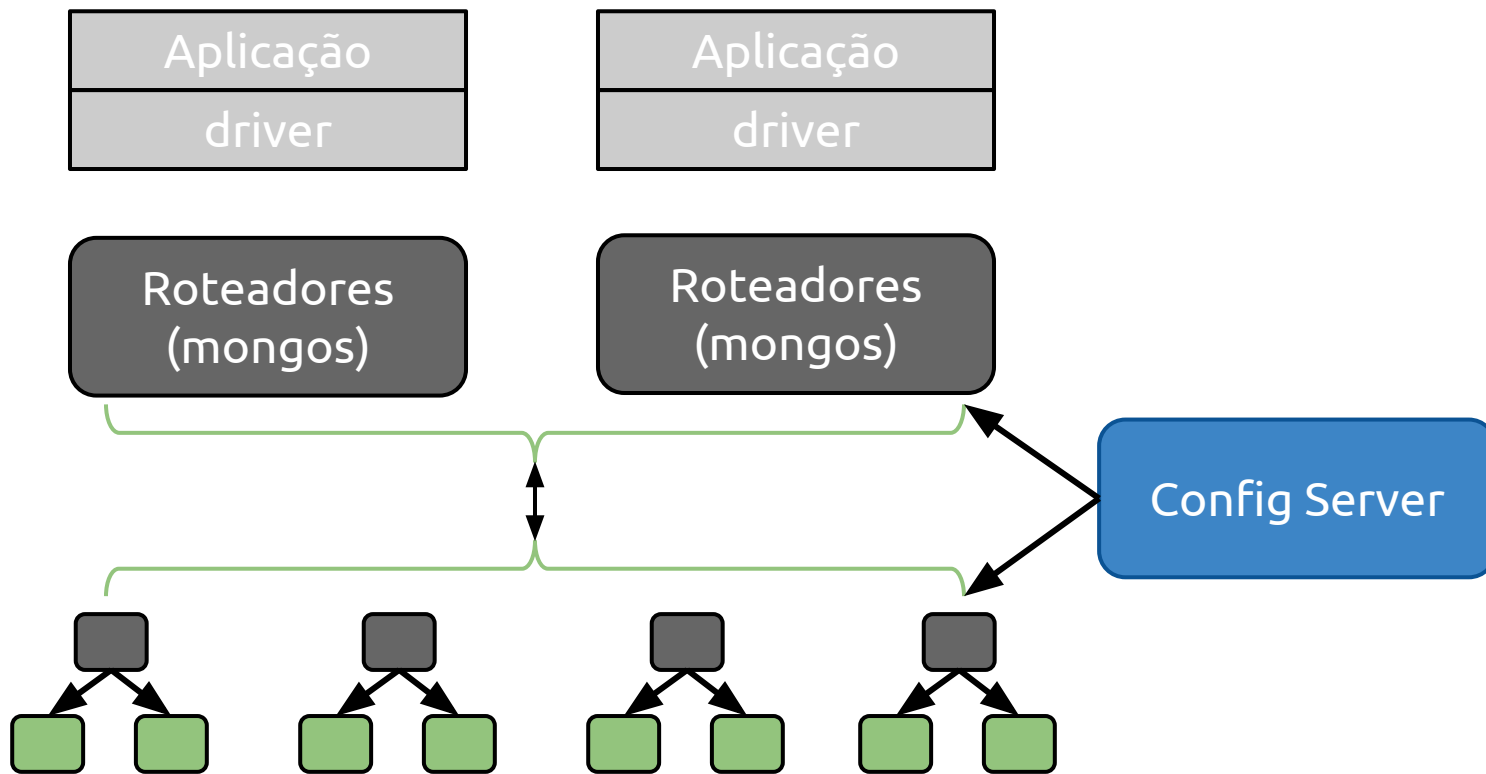 Aplicação
driver
Aplicação
driver
Roteadores
(mongos)
Roteadores
(mongos)
Config Server